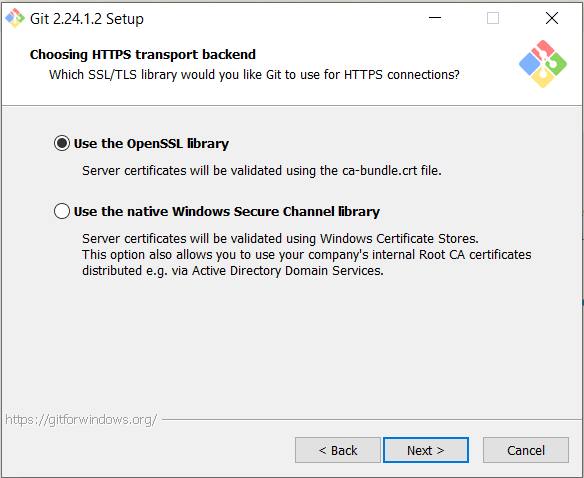 Git 2.24.1.2 Setup
Choosing HTTPS transport backend
Which SSL/TLS library would you like Git to use for HTTPS connections?
Use the OpenSSL library
Server certificates will be validated using the ca-bundle.crt file.
Use the native Windows Secure Channel library
Server certificates will be validated using Windows Certificate Stores.
This option also allows you to use your company's internal Root CA certificates
distributed e.g. via Active Directory Domain Services.
https://gitforwindows.org/
< Back
Next >
Cancel